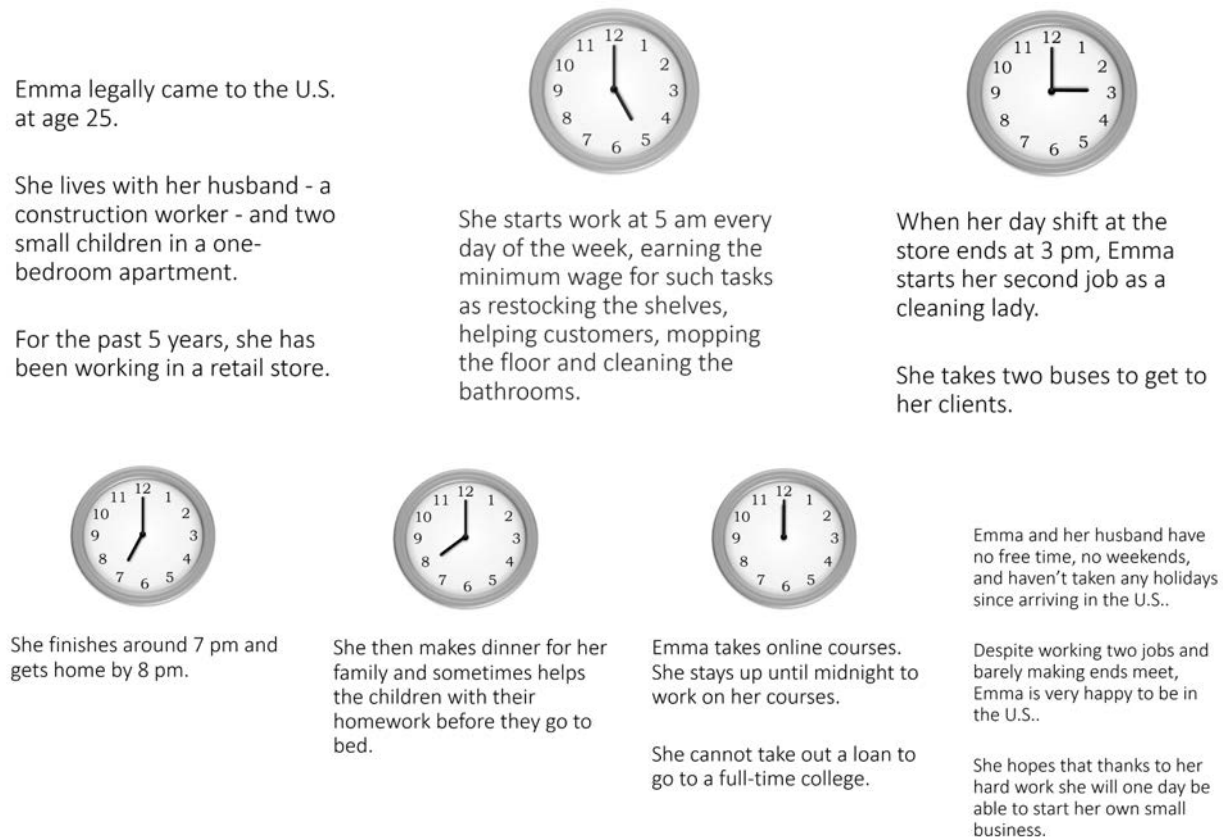 Emma legally came to the U.S.
at age 25.
She lives with her husband - a
construction worker - and two
small children in a one-
bedroom apartment.
For the past 5 years, she has
been working in a retail store.
12
11 1
10 2
9 3
8 4
7 5
6
She starts work at 5 am every
day of the week, earning the
minimum wage for such tasks
as restocking the shelves,
helping customers, mopping
the floor and cleaning the
bathrooms.
12
11 1
10 2
9 3
8 4
7 5
6
When her day shift at the
store ends at 3 pm, Emma
starts her second job as a
cleaning lady.
She takes two buses to get to
her clients.
12
11 1
10 2
9 3
8 4
7 5
6
She finishes around 7 pm and
gets home by 8 pm.
12
11 1
10 2
9 3
8 4
7 5
6
She then makes dinner for her
family and sometimes helps
the children with their
homework before they go to
bed.
12
11 1
10 2
9 3
8 4
7 5
6
Emma takes online courses.
She stays up until midnight to
work on her courses.
She cannot take out a loan to
go to a full-time college.
Emma and her husband have
no free time, no weekends,
and haven’t taken any holidays
since arriving in the U.S..
Despite working two jobs and
barely making ends meet,
Emma is very happy to be in
the U.S..
She hopes that thanks to her
hard work she will one day be
able to start her own small
business.